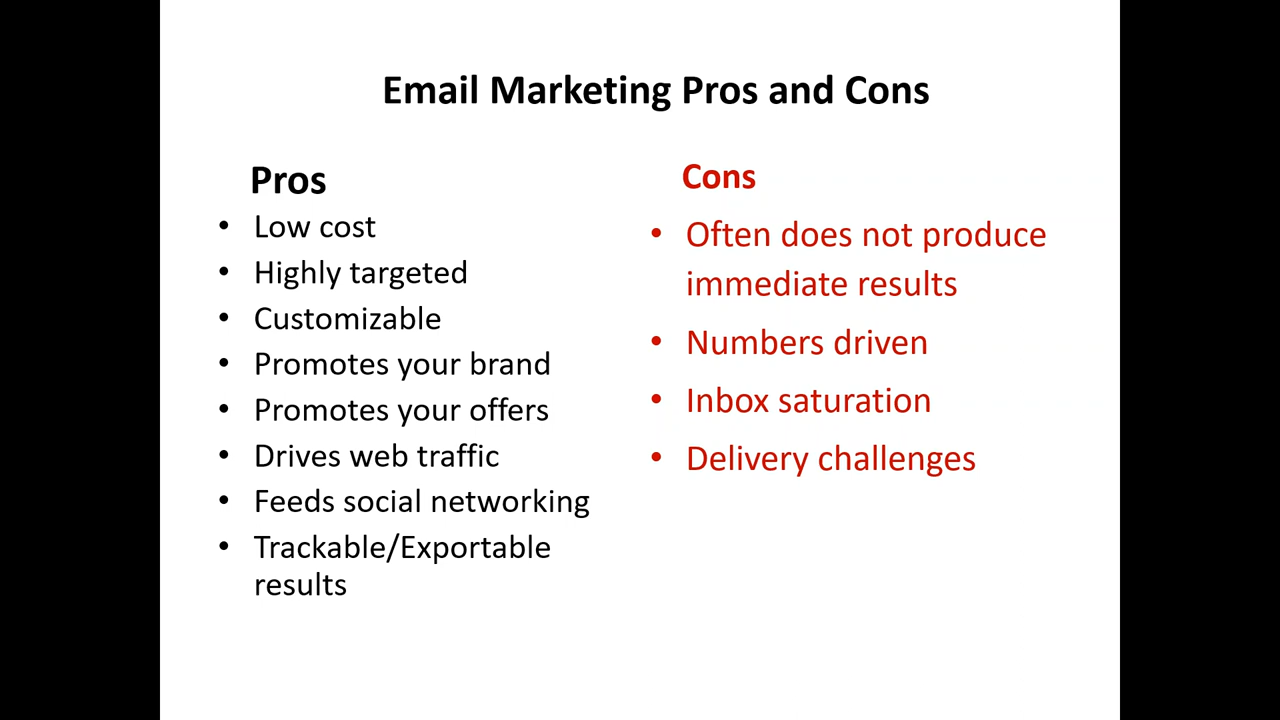 Email Marketing Pros and Cons
Pros
• Low cost
• Highly targeted
• Customizable
• Promotes your brand
• Promotes your offers
• Drives web traffic
• Feeds social networking
• Trackable/Exportable
results
Cons
• Often does not produce
immediate results
• Numbers driven
• Inbox saturation
• Delivery challenges